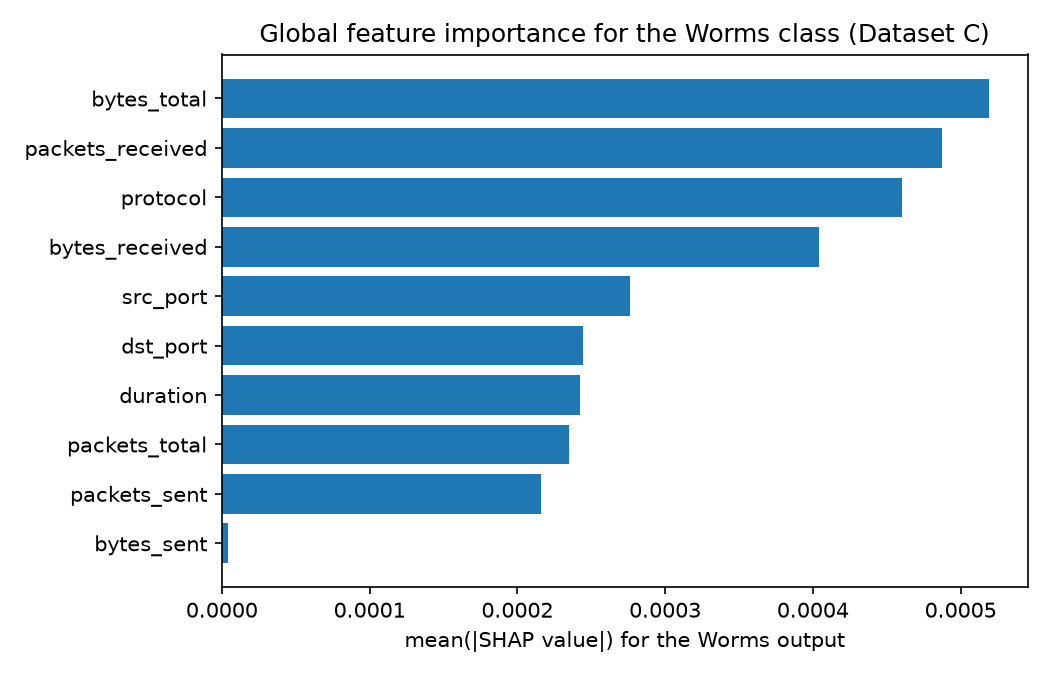 Global feature importance for the Worms class (Dataset C)
bytes_total
packets_received
protocol
bytes_received
src_port
dst_port
duration
packets_total
packets_sent
bytes_sent
0.0000 0.0001 0.0002 0.0003 0.0004 0.0005
mean(|SHAP value|) for the Worms output